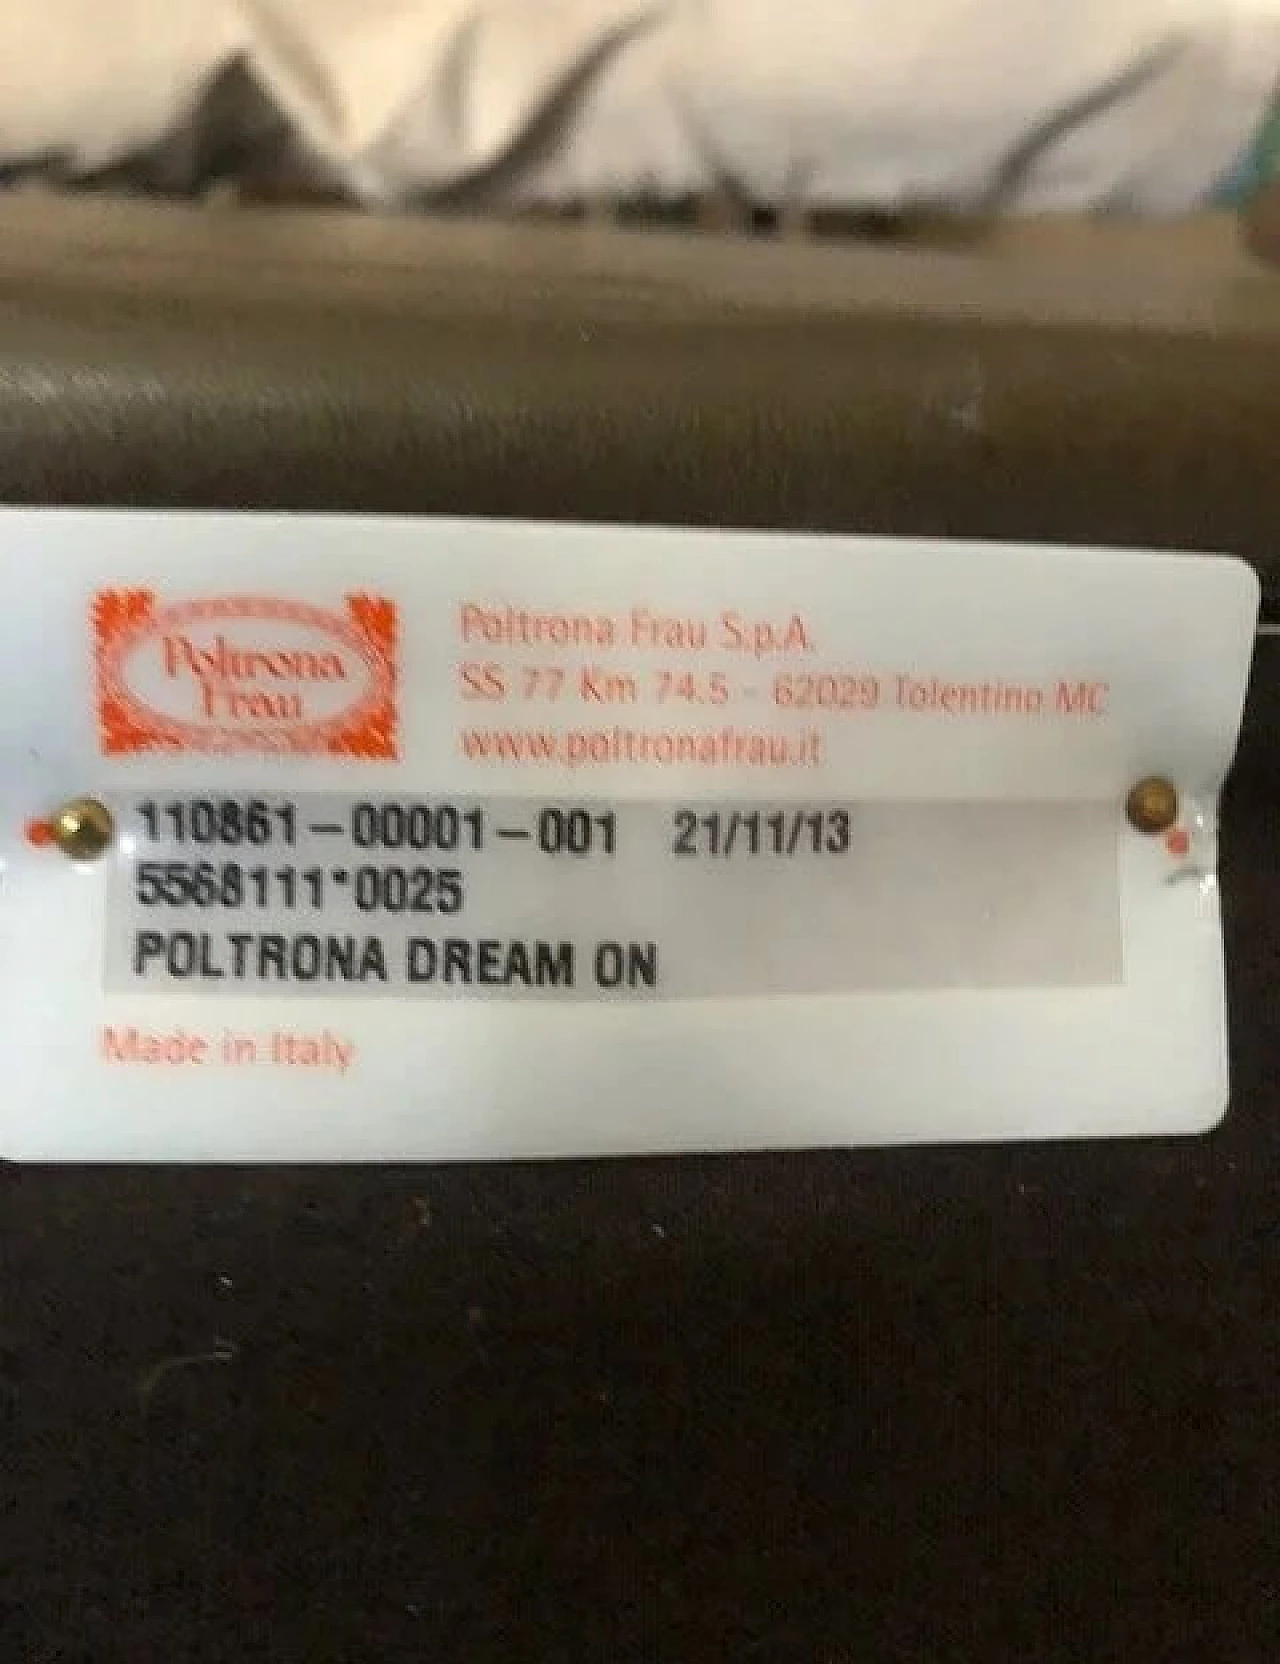 Poltrona
Frau
Poltrona Frau S.p.A.
SS 77 Km 74.5 - 62029 Tolentino MC
www.poltronafrau.it
110861-00001-001 21/11/13
5568111*0025
POLTRONA DREAM ON
Made in Italy